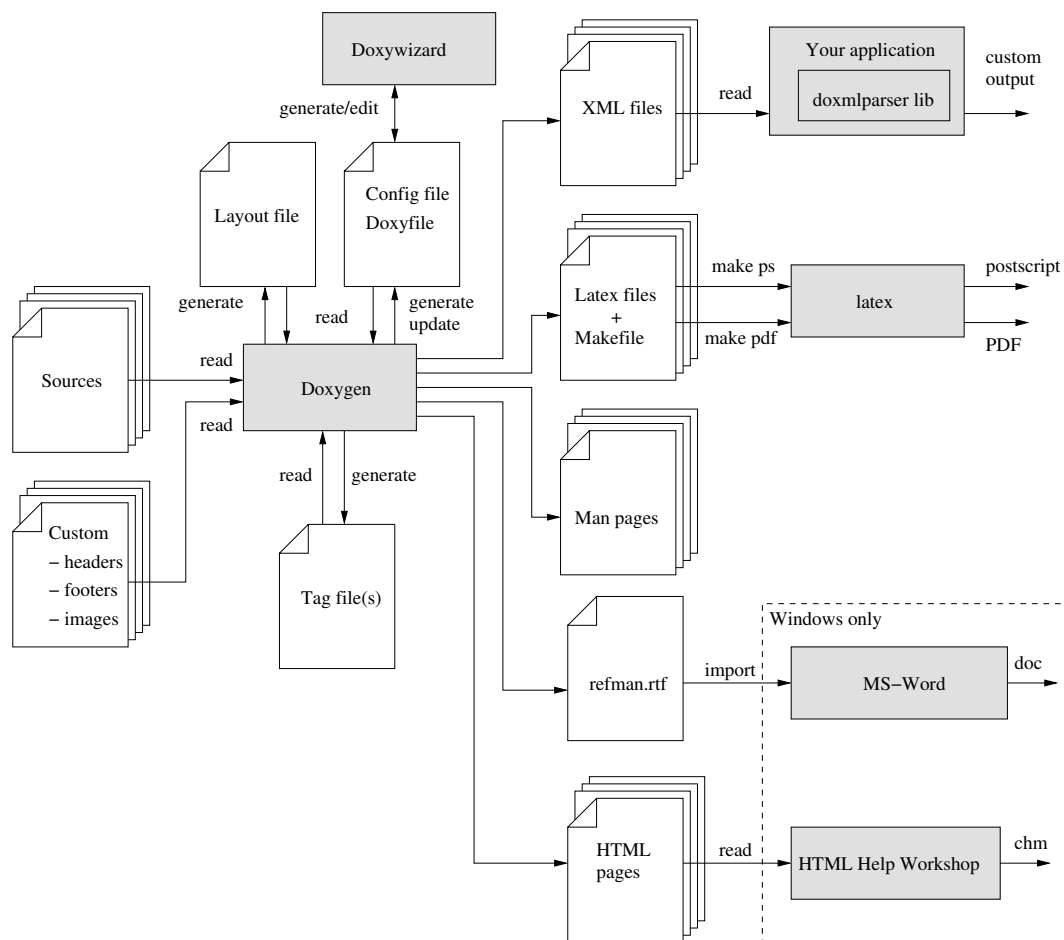 Doxywizard
generate/edit
Layout file
Config file
Doxyfile
generate
read
generate
update
Sources
read
Doxygen
read
Custom
− headers
− footers
− images
read
generate
Tag file(s)
XML files
read
Your application
doxmlparser lib
custom
output
Latex files
+
Makefile
make ps
make pdf
latex
postscript
PDF
Man pages
Windows only
refman.rtf
import
MS−Word
doc
HTML
pages
read
HTML Help Workshop
chm